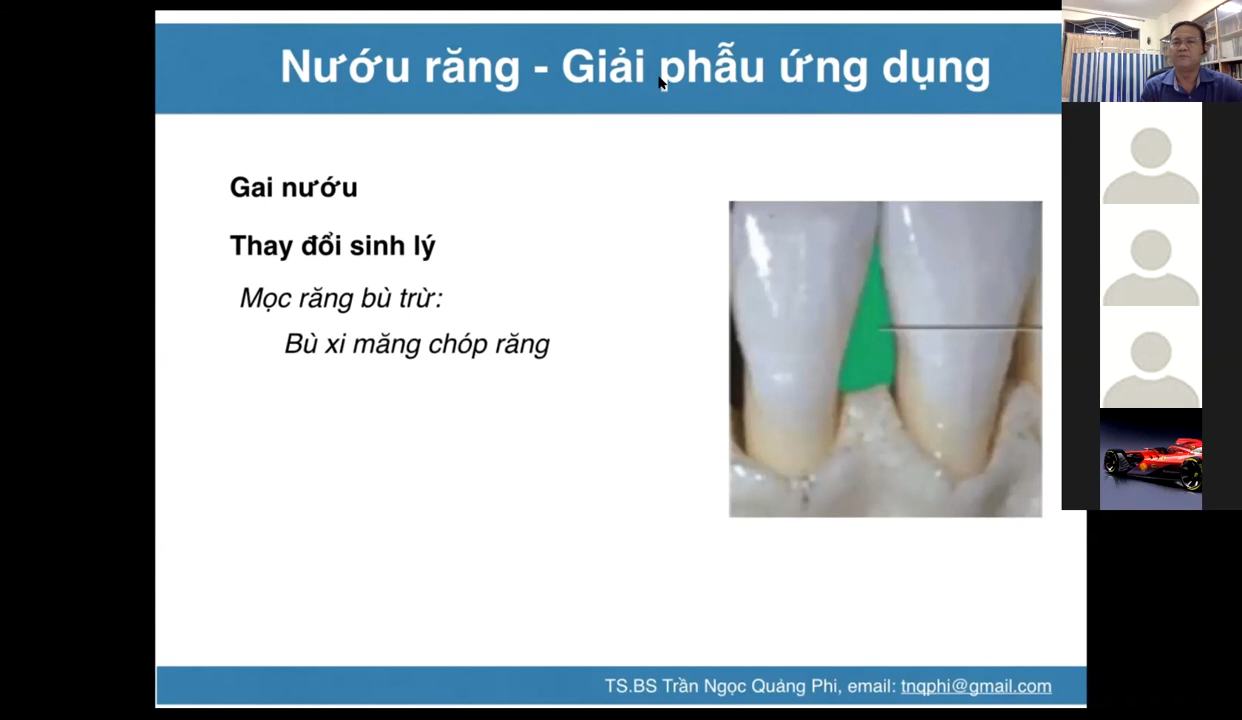 Nướu răng - Giải phẫu ứng dụng
Gai nướu
Thay đổi sinh lý
Mọc răng bù trừ:
Bù xi măng chóp răng
TS.BS Trần Ngọc Quảng Phi, email: tnqphi@gmail.com